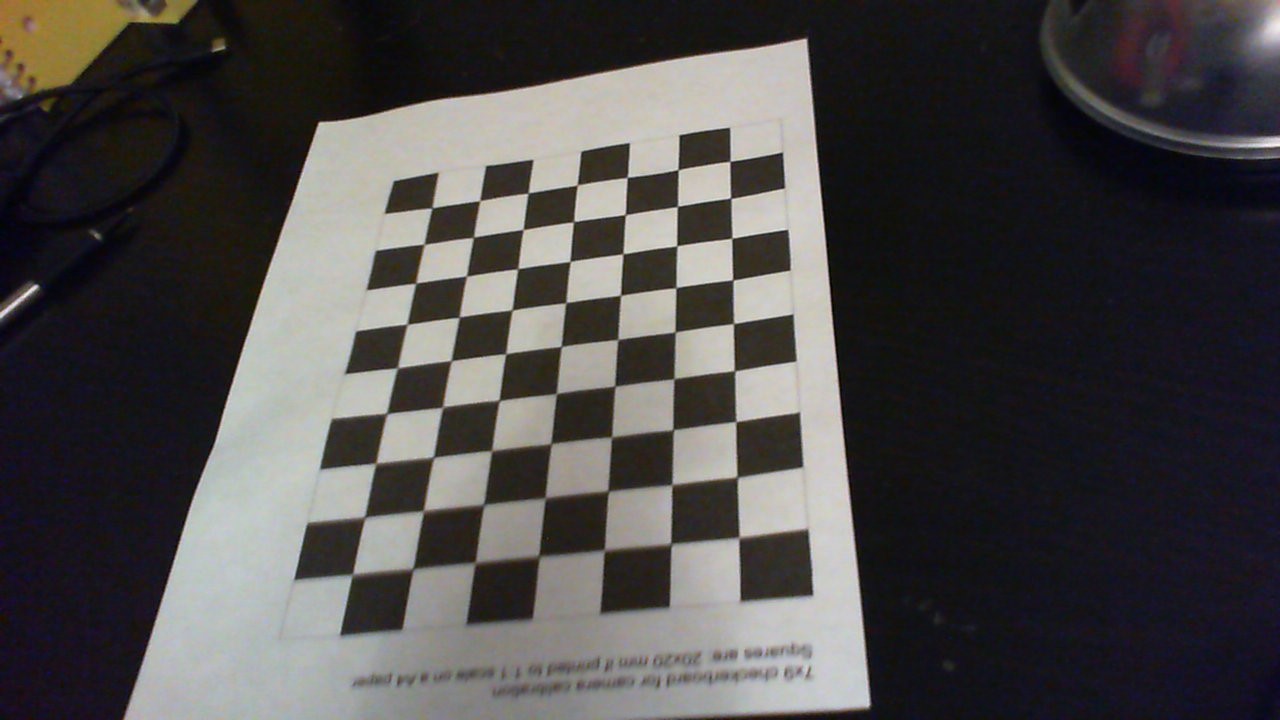 7x9 checkerboard for camera calibration
Squares are: 20x20 mm if printed to 1:1 scale on a A4 paper